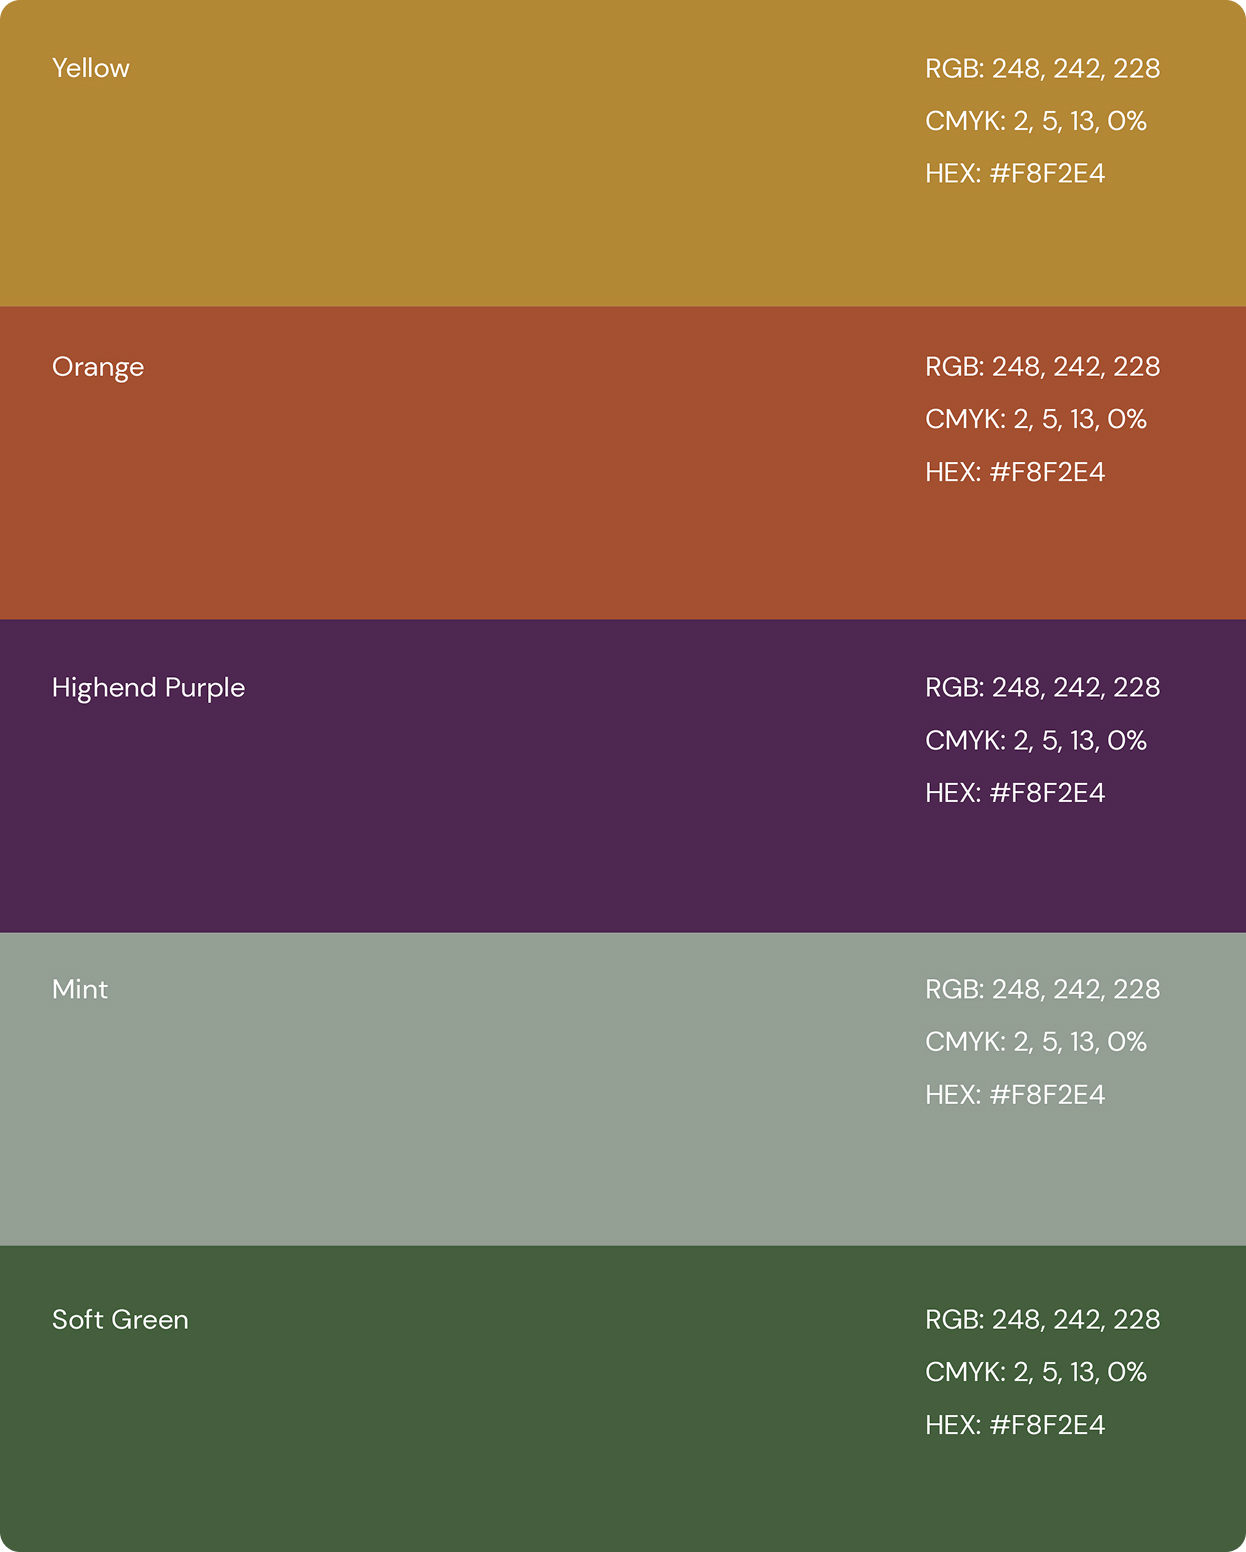 Yellow
RGB: 248, 242, 228
CMYK: 2, 5, 13, 0%
HEX: #F8F2E4
Orange
RGB: 248, 242, 228
CMYK: 2, 5, 13, 0%
HEX: #F8F2E4
Highend Purple
RGB: 248, 242, 228
CMYK: 2, 5, 13, 0%
HEX: #F8F2E4
Mint
RGB: 248, 242, 228
CMYK: 2, 5, 13, 0%
HEX: #F8F2E4
Soft Green
RGB: 248, 242, 228
CMYK: 2, 5, 13, 0%
HEX: #F8F2E4